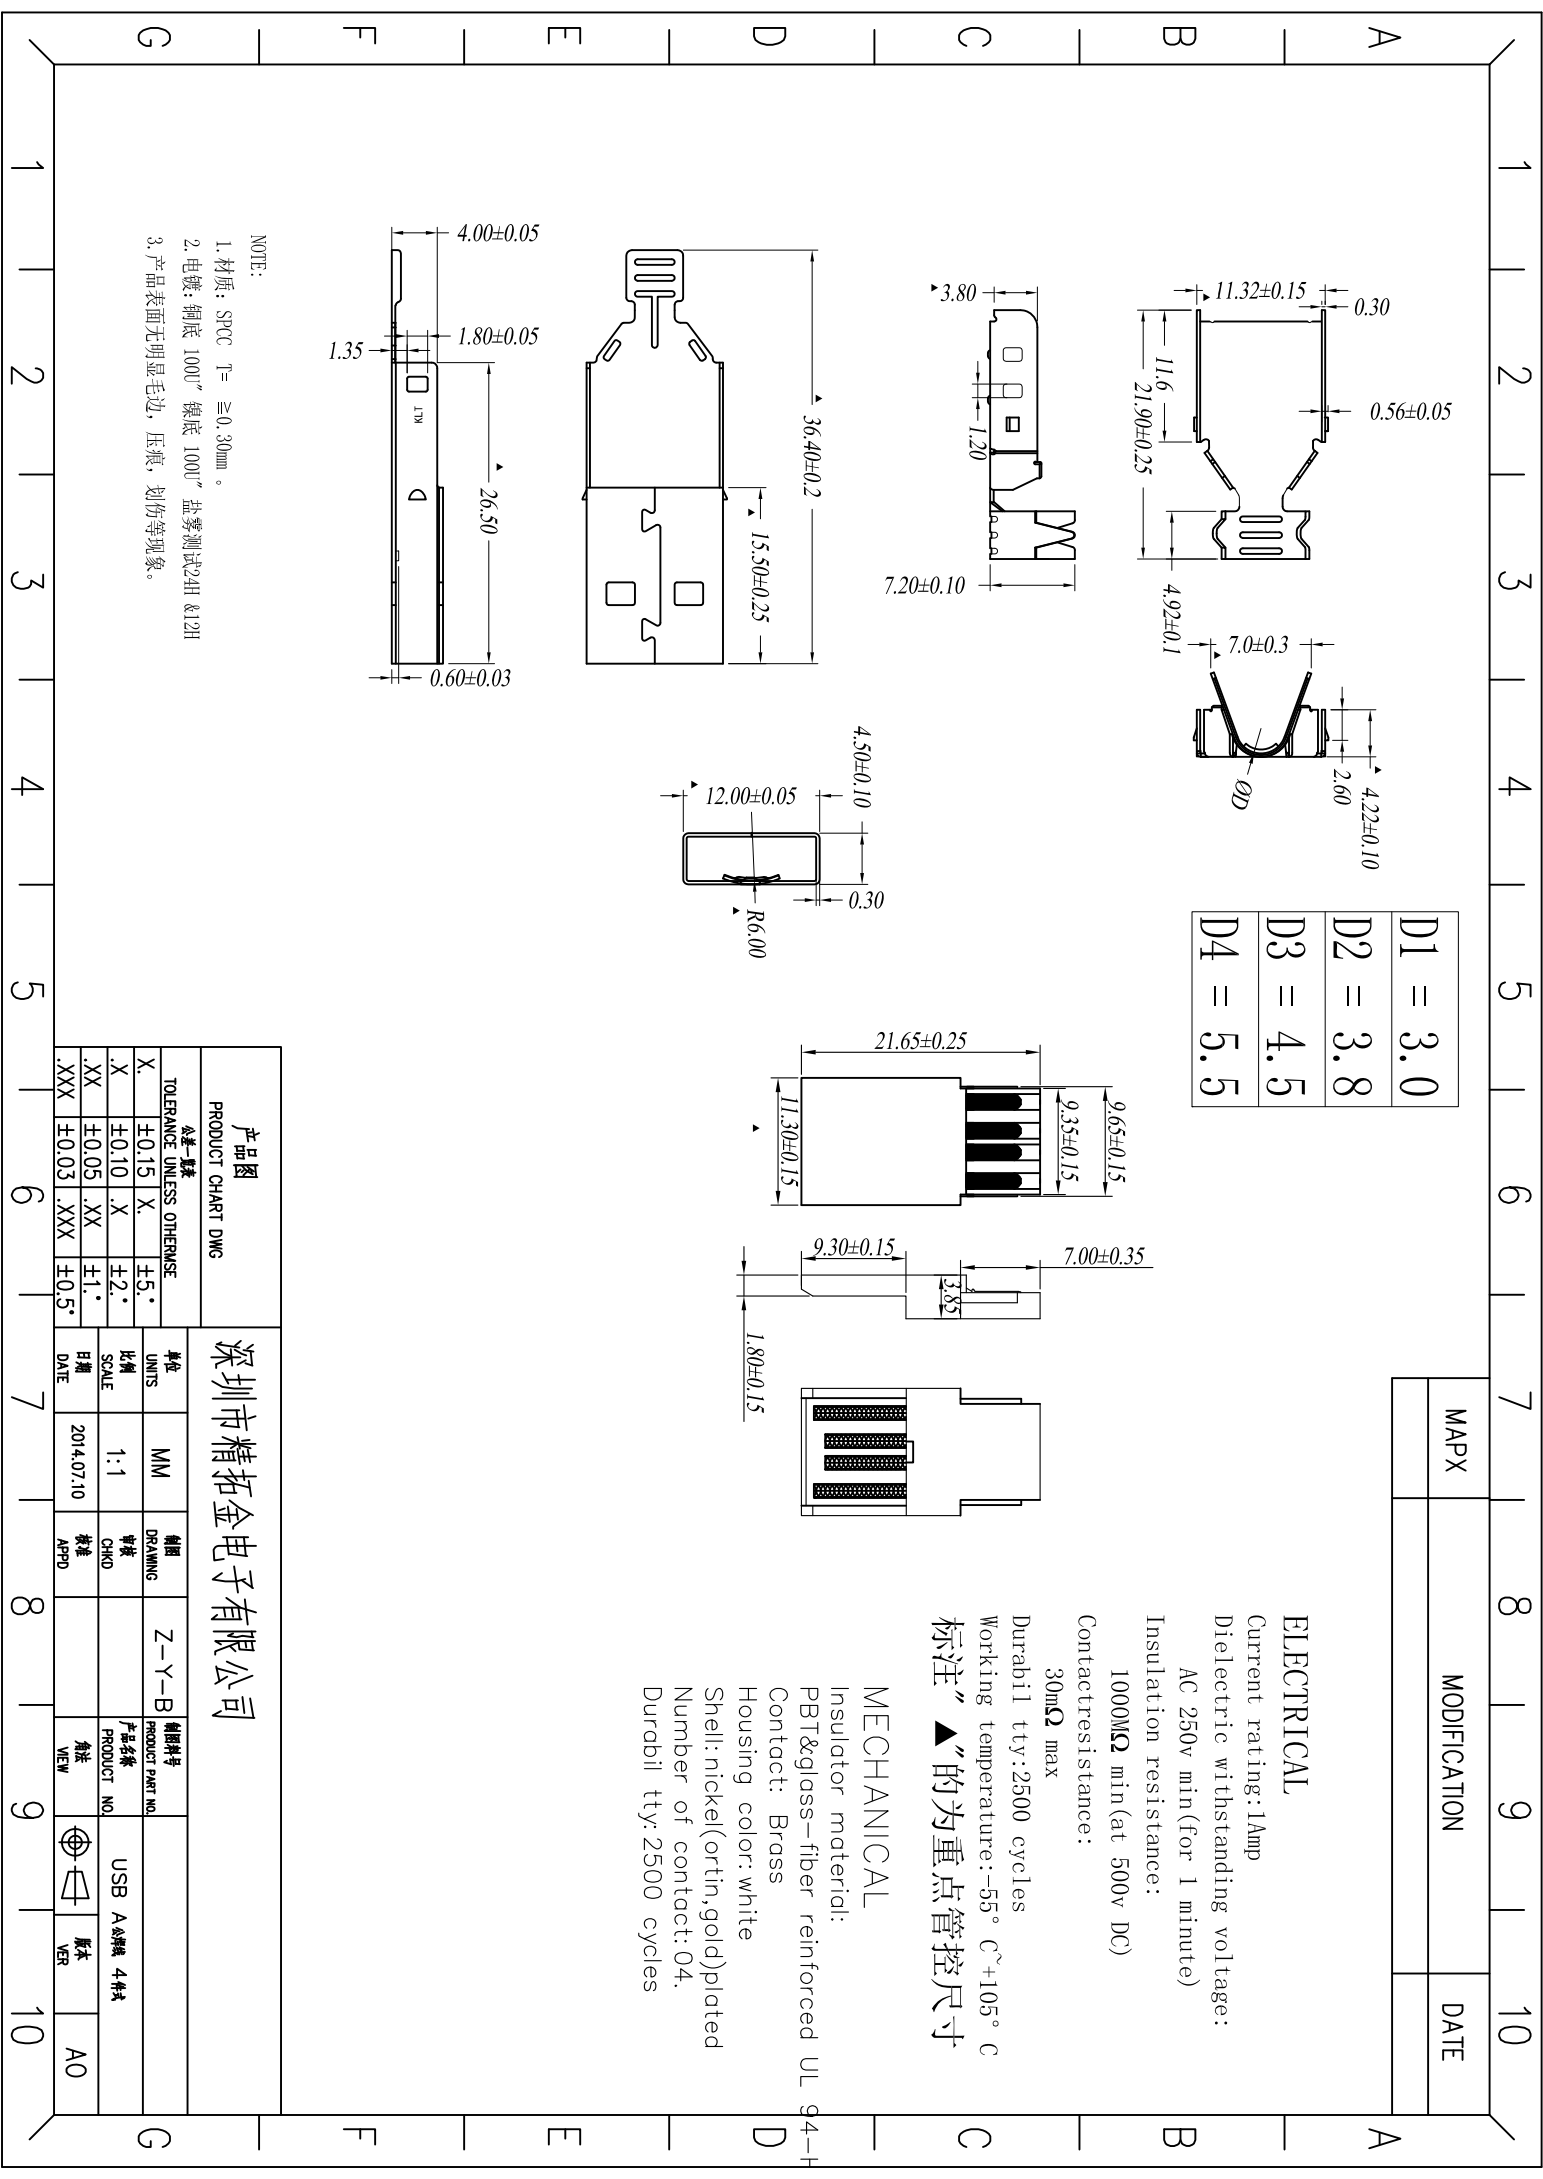 1 2 3 4 5 6 7 8 9 10
A
B
C
D
E
F
G
MAPX MODIFICATION DATE
11.32±0.15
0.30
0.56±0.05
11.6
21.90±0.25
4.92±0.1
7.0±0.3
ØD
2.60
4.22±0.10
D1 = 3.0
D2 = 3.8
D3 = 4.5
D4 = 5.5
3.80
1.20
7.20±0.10
36.40±0.2
15.50±0.25
4.50±0.10
12.00±0.05
0.30
R6.00
4.00±0.05
1.80±0.05
1.35
KLT
26.50
0.60±0.03
21.65±0.25
9.65±0.15
9.35±0.15
11.30±0.15
7.00±0.35
9.30±0.15
3.85
1.80±0.15
ELECTRICAL
Current rating:1Amp
Dielectric withstanding voltage:
AC 250v min(for 1 minute)
Insulation resistance:
1000MΩ min(at 500v DC)
Contactresistance:
30mΩ max
Durabil tty:2500 cycles
Working temperature:-55° C~+105° C
标注"▲"的为重点管控尺寸
MECHANICAL
Insulator material:
PBT&glass-fiber reinforced UL 94-H
Contact: Brass
Housing color:white
Shell:nickel(ortin,gold)plated
Number of contact:04.
Durabil tty:2500 cycles
NOTE:
1.材质: SPCC T= ≧0.30mm 。
2.电镀:铜底 100U" 镍底 100U" 盐雾测试24H &12H
3.产品表面无明显毛边, 压痕, 划伤等现象。
产品图
PRODUCT CHART DWG
公差一览表
TOLERANCE UNLESS OTHERMSE
X. ±0.15 X. ±5.°
.X ±0.10 .X ±2.°
.XX ±0.05 .XX ±1.°
.XXX ±0.03 .XXX ±0.5°
深圳市精拓金电子有限公司
单位 UNITS MM 制图 DRAWING Z-Y-B 制图料号 PRODUCT PART NO.
比例 SCALE 1:1 审核 CHKD 产品名称 PRODUCT NO. USB A公焊线 4件式
日期 DATE 2014.07.10 核准 APPD 角法 VIEW 版本 VER A0
1 2 3 4 5 6 7 8 9 10
A
B
C
D
E
F
G